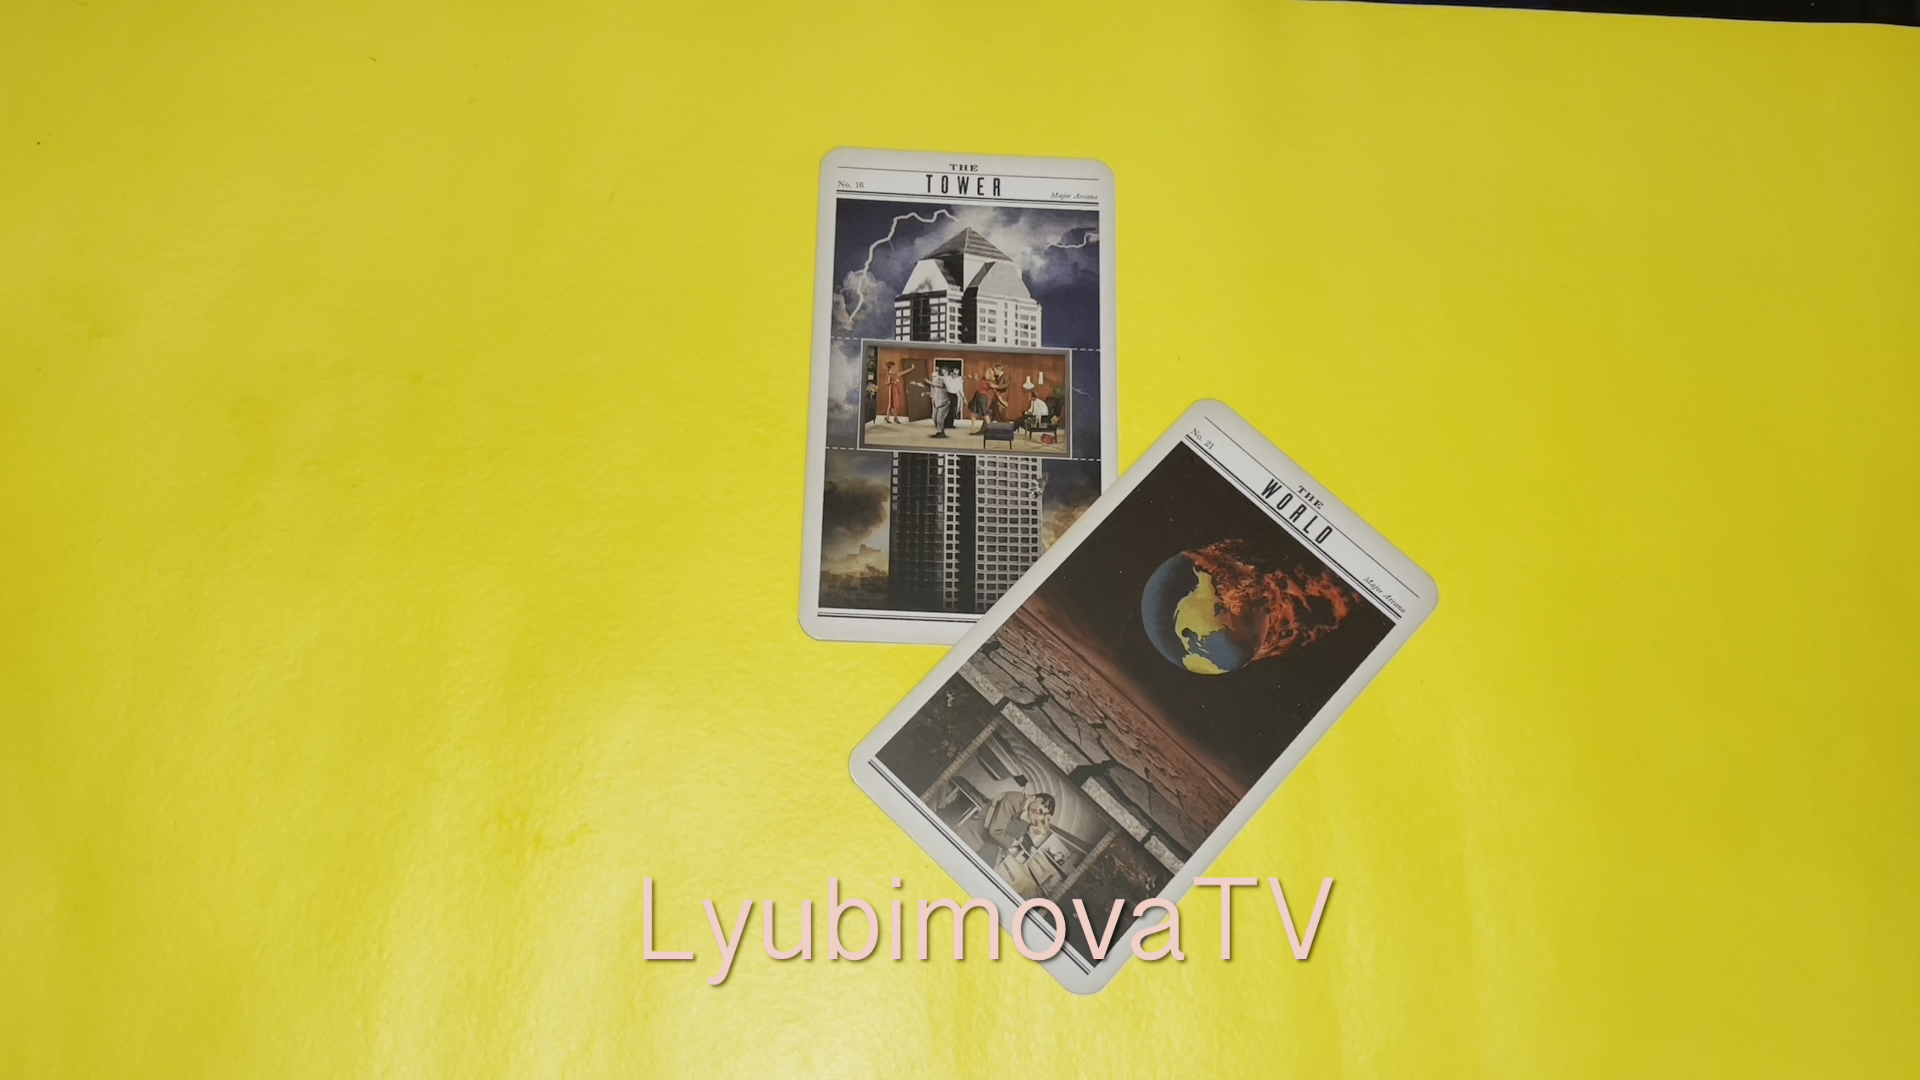 THE
No. 16
TOWER
Major Arcana
No. 21
THE
WORLD
Major Arcana
LyubimovaTV